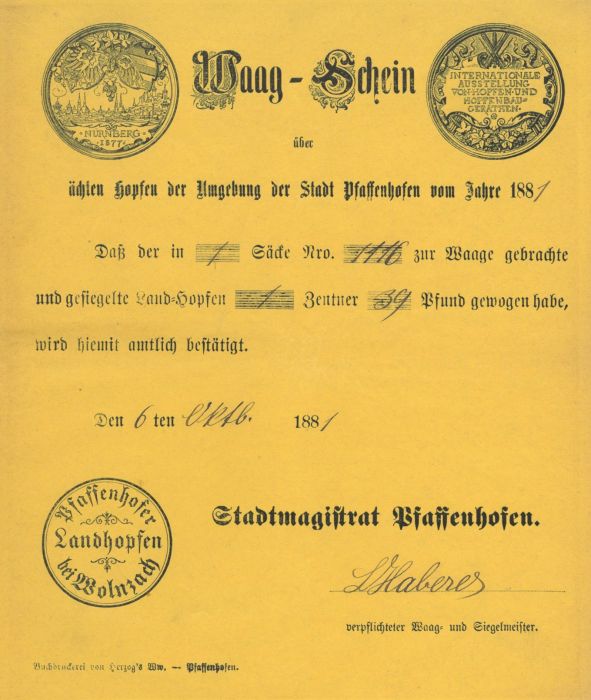 NÜRNBERG
1877
Waag-Schein
INTERNATIONALE
AUSSTELLUNG
VON·HOPFEN·UND
HOPFENBAU-
GERÄTHEN.
über
ächten Hopfen der Umgebung der Stadt Pfaffenhofen vom Jahre 1881
Daß der in 1 Säcke Nro. 1116 zur Waage gebrachte
und gesiegelte Land-Hopfen 1 Zentner 39 Pfund gewogen habe,
wird hiemit amtlich bestätigt.
Den 6 ten Oktb. 1881
Pfaffenhofer
Landhopfen
bei Wolnzach
Stadtmagistrat Pfaffenhofen.
verpflichteter Waag- und Siegelmeister.
Buchdruckerei von Herzog's Ww. — Pfaffenhofen.